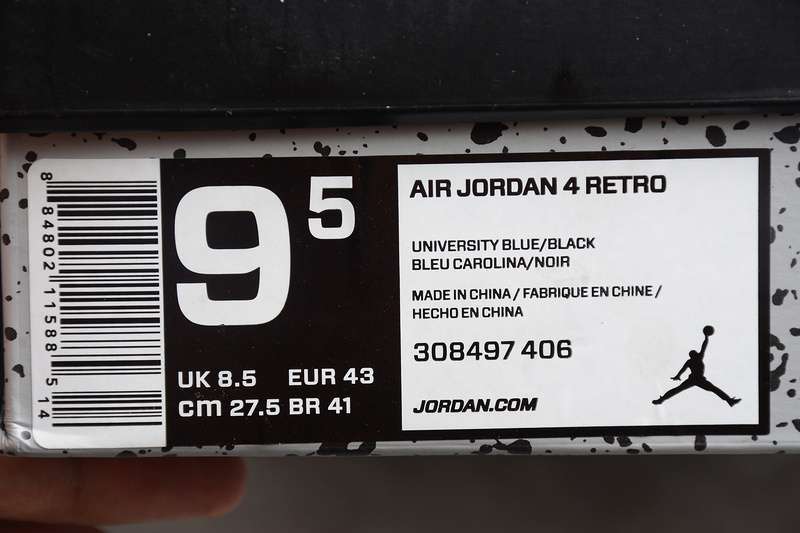 8 84802 11588 514
9 5
UK 8.5 EUR 43
cm 27.5 BR 41
AIR JORDAN 4 RETRO
UNIVERSITY BLUE/BLACK
BLEU CAROLINA/NOIR
MADE IN CHINA / FABRIQUE EN CHINE /
HECHO EN CHINA
308497 406
JORDAN.COM